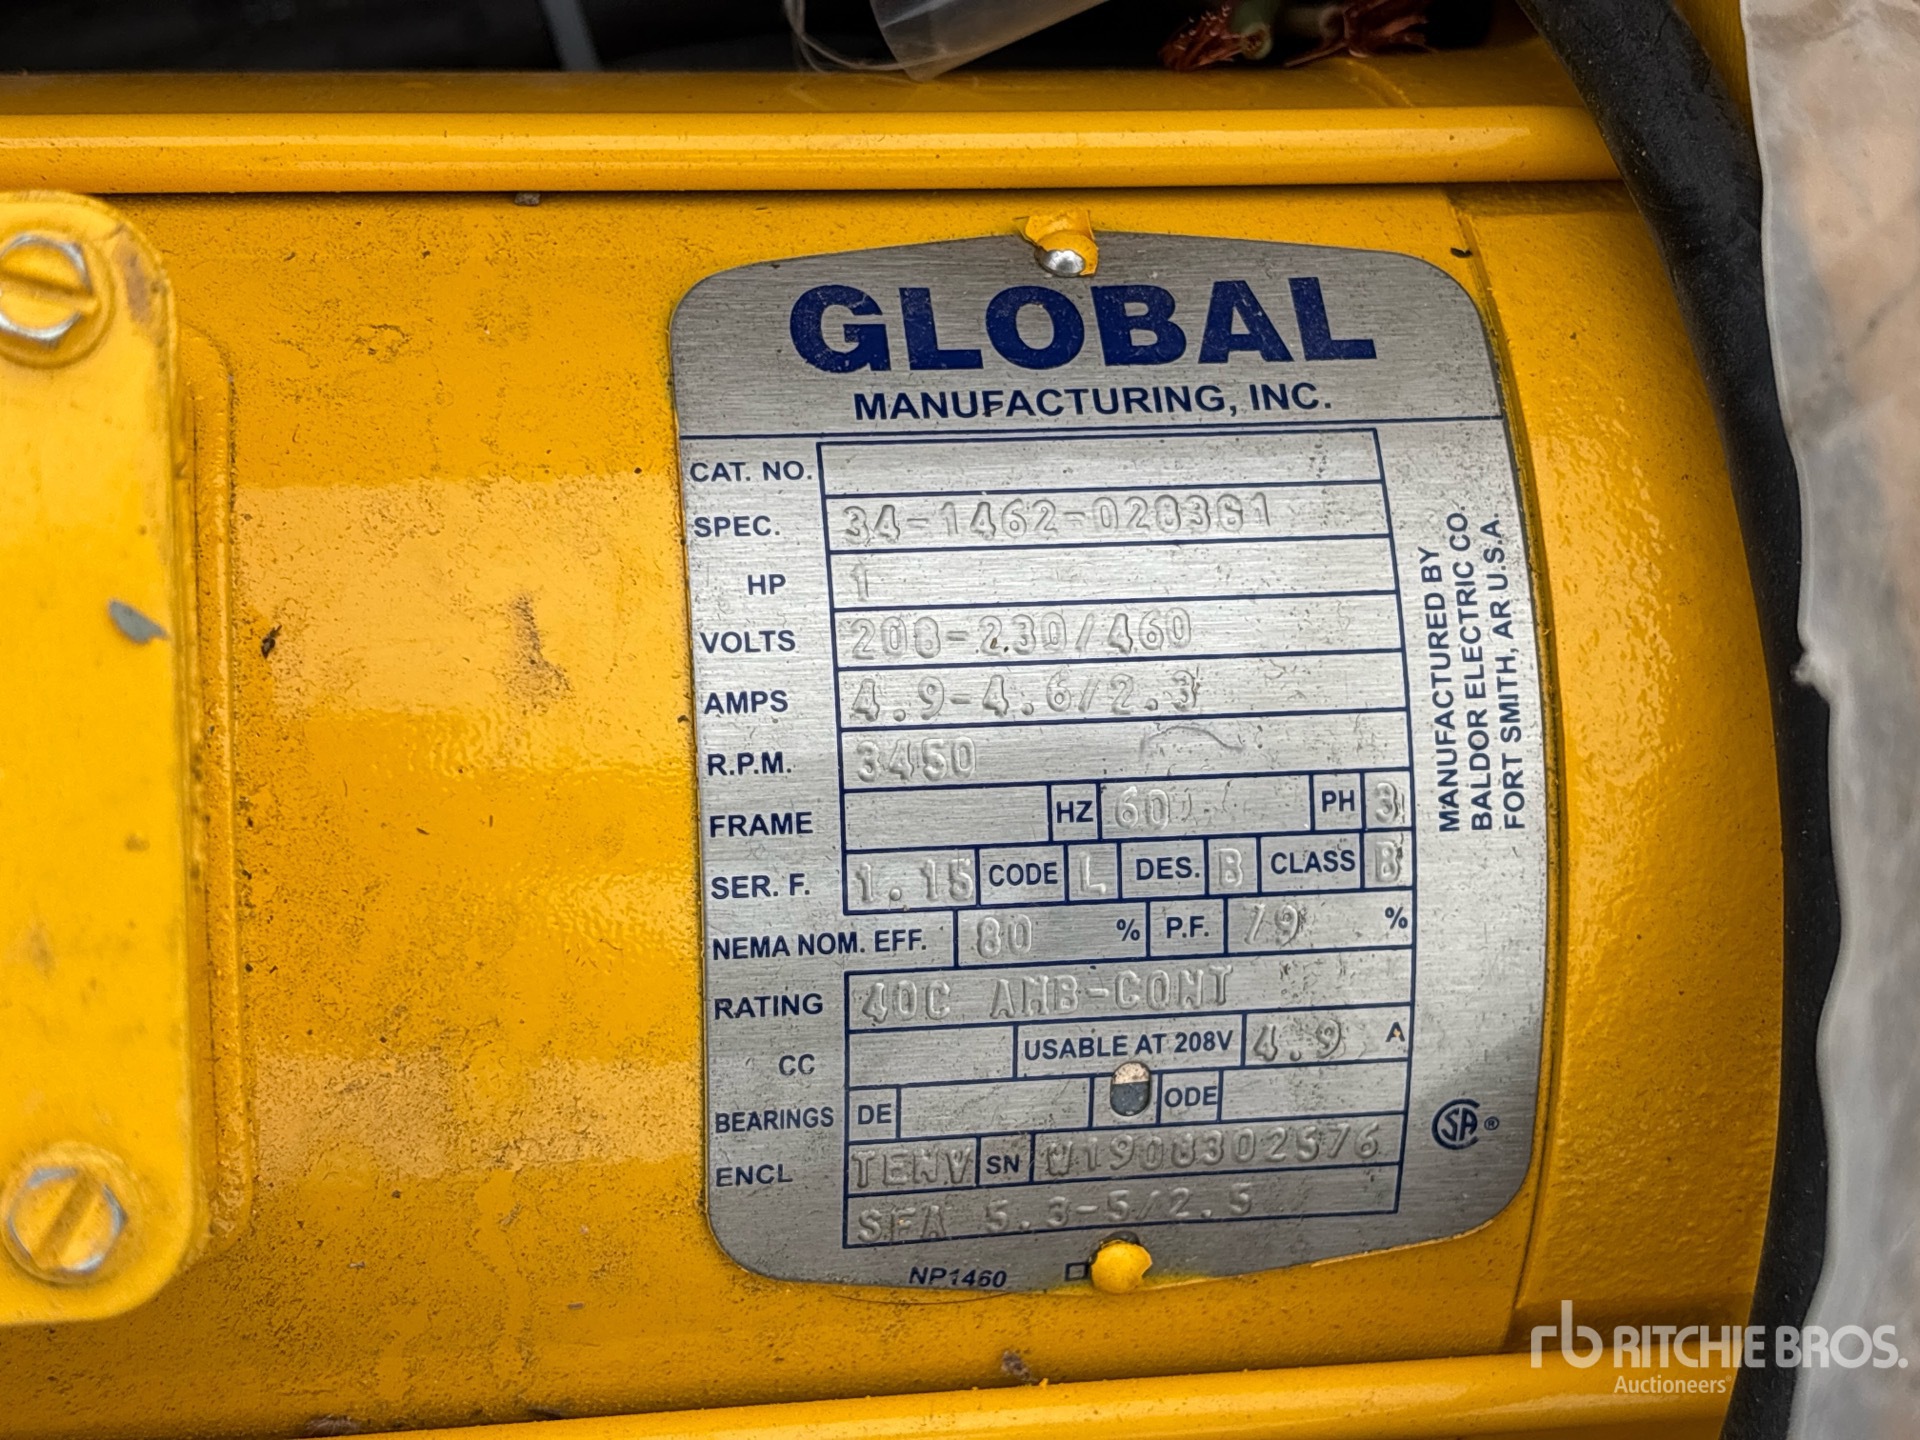 GLOBAL
MANUFACTURING, INC.
CAT. NO.
SPEC. 34-1462-0283G1
HP 1
VOLTS 208-230/460
AMPS 4.9-4.6/2.3
R.P.M. 3450
FRAME HZ 60 PH 3
SER. F. 1.15 CODE L DES. B CLASS B
NEMA NOM. EFF. 80 % P.F. 79 %
RATING 40C AMB-CONT
CC USABLE AT 208V 4.9 A
BEARINGS DE ODE
ENCL TENV SN W1908302576
SFA 5.3-5/2.5
NP1460
MANUFACTURED BY
BALDOR ELECTRIC CO.
FORT SMITH, AR U.S.A.
SA®
rb RITCHIE BROS.
Auctioneers